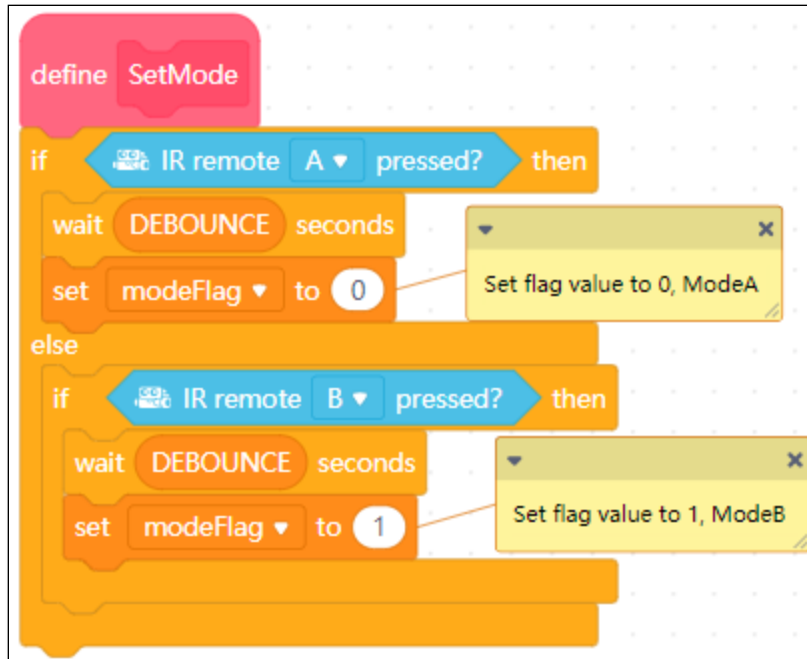 define SetMode
if IR remote A pressed? then
wait DEBOUNCE seconds
set modeFlag to 0
Set flag value to 0, ModeA
else
if IR remote B pressed? then
wait DEBOUNCE seconds
set modeFlag to 1
Set flag value to 1, ModeB